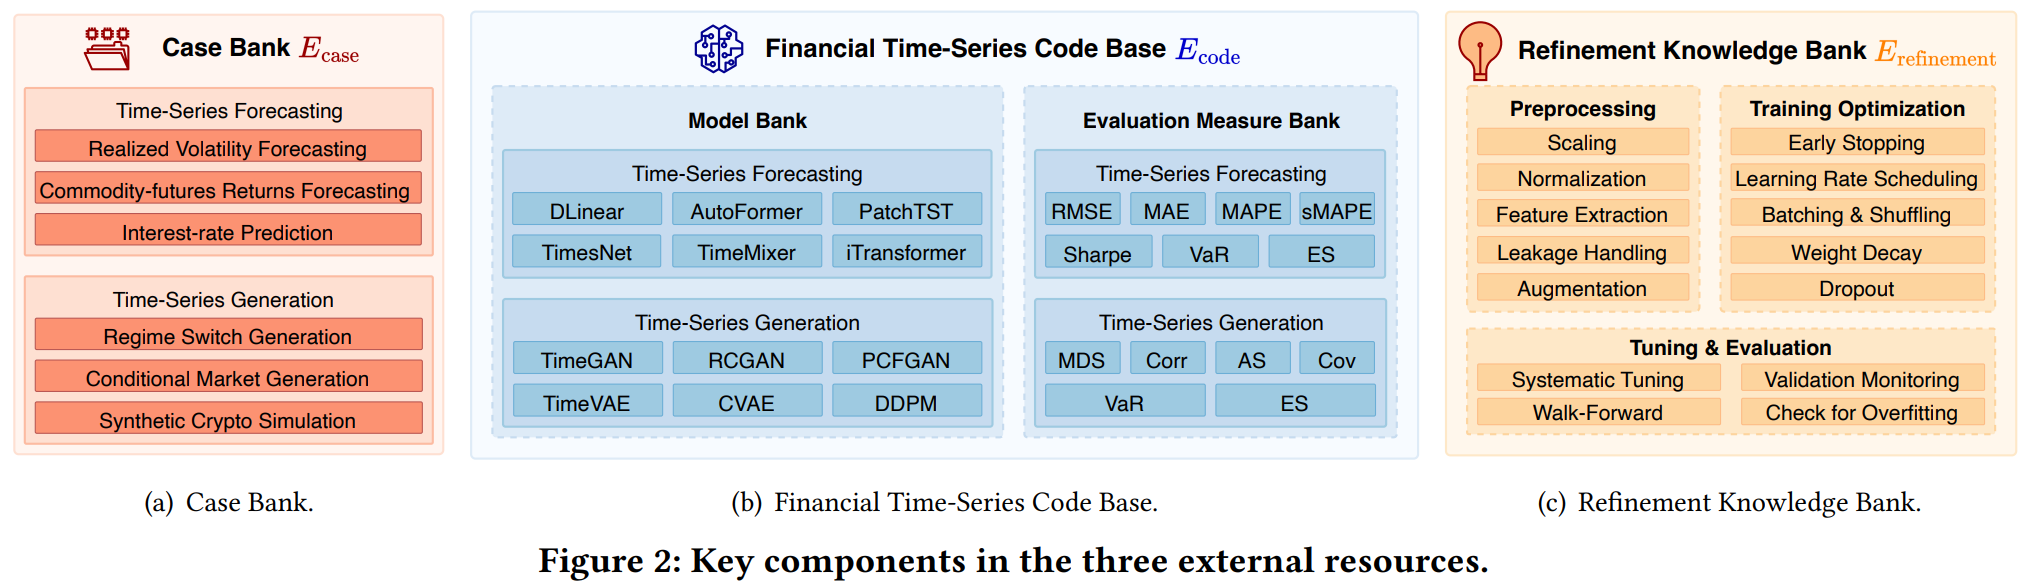 Case Bank E_case
Time-Series Forecasting
Realized Volatility Forecasting
Commodity-futures Returns Forecasting
Interest-rate Prediction
Time-Series Generation
Regime Switch Generation
Conditional Market Generation
Synthetic Crypto Simulation
(a) Case Bank.
Financial Time-Series Code Base E_code
Model Bank
Time-Series Forecasting
DLinear AutoFormer PatchTST
TimesNet TimeMixer iTransformer
Time-Series Generation
TimeGAN RCGAN PCFGAN
TimeVAE CVAE DDPM
Evaluation Measure Bank
Time-Series Forecasting
RMSE MAE MAPE sMAPE
Sharpe VaR ES
Time-Series Generation
MDS Corr AS Cov
VaR ES
(b) Financial Time-Series Code Base.
Refinement Knowledge Bank E_refinement
Preprocessing
Scaling
Normalization
Feature Extraction
Leakage Handling
Augmentation
Training Optimization
Early Stopping
Learning Rate Scheduling
Batching & Shuffling
Weight Decay
Dropout
Tuning & Evaluation
Systematic Tuning Validation Monitoring
Walk-Forward Check for Overfitting
(c) Refinement Knowledge Bank.
Figure 2: Key components in the three external resources.